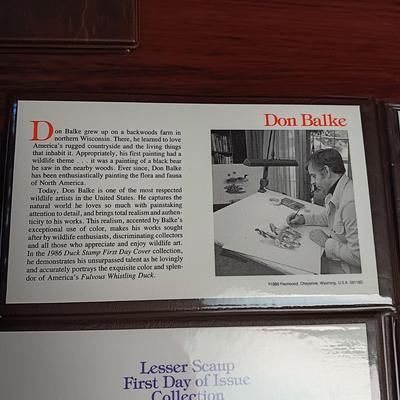 Don Balke
Don Balke grew up on a backwoods farm in
northern Wisconsin. There, he learned to love
America's rugged countryside and the living things
that inhabit it. Appropriately, his first painting had a
wildlife theme . . . it was a painting of a black bear
he saw in the nearby woods. Ever since, Don Balke
has been enthusiastically painting the flora and fauna
of North America.
Today, Don Balke is one of the most respected
wildlife artists in the United States. He captures the
natural world he loves so much with painstaking
attention to detail, and brings total realism and authen-
ticity to his works. This realism, accented by Balke's
exceptional use of color, makes his works sought
after by wildlife enthusiasts, discriminating collectors
and all those who appreciate and enjoy wildlife art.
In the 1986 Duck Stamp First Day Cover collection,
he demonstrates his unsurpassed talent as he lovingly
and accurately portrays the exquisite color and splen-
dor of America's Fulvous Whistling Duck.
Fleetwood, Cheyenne, Wyoming, U.S.A.
Lesser Scaup
First Day of Issue
Collection